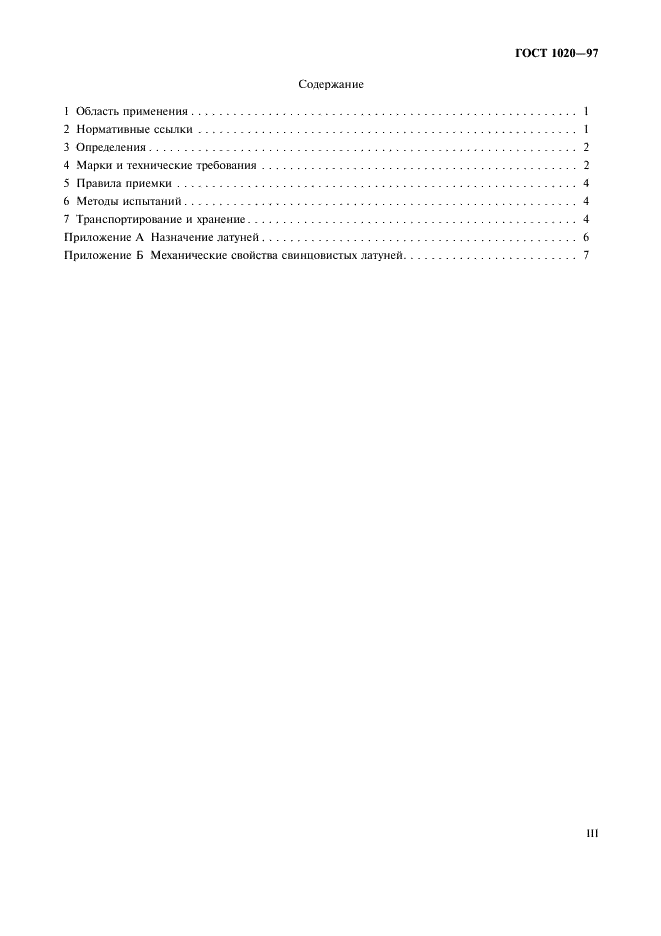 ГОСТ 1020—97
Содержание
1 Область применения . . . . . . . . . . . . . . . . . . . . . . . . . . . . . . . . . . . . . . . . . . . . . . . . . . . . . . . 1
2 Нормативные ссылки . . . . . . . . . . . . . . . . . . . . . . . . . . . . . . . . . . . . . . . . . . . . . . . . . . . . . . 1
3 Определения . . . . . . . . . . . . . . . . . . . . . . . . . . . . . . . . . . . . . . . . . . . . . . . . . . . . . . . . . . . . . 2
4 Марки и технические требования . . . . . . . . . . . . . . . . . . . . . . . . . . . . . . . . . . . . . . . . . . . . . 2
5 Правила приемки . . . . . . . . . . . . . . . . . . . . . . . . . . . . . . . . . . . . . . . . . . . . . . . . . . . . . . . . . 4
6 Методы испытаний . . . . . . . . . . . . . . . . . . . . . . . . . . . . . . . . . . . . . . . . . . . . . . . . . . . . . . . . 4
7 Транспортирование и хранение . . . . . . . . . . . . . . . . . . . . . . . . . . . . . . . . . . . . . . . . . . . . . . . 4
Приложение А Назначение латуней . . . . . . . . . . . . . . . . . . . . . . . . . . . . . . . . . . . . . . . . . . . . . 6
Приложение Б Механические свойства свинцовистых латуней. . . . . . . . . . . . . . . . . . . . . . . . . 7
III